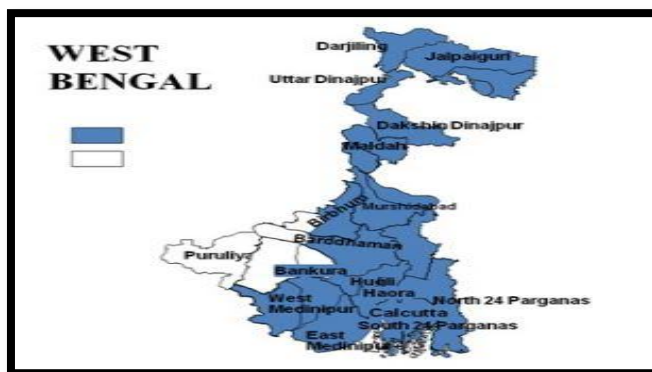 WEST
BENGAL
Darjiling
Jalpaiguri
Uttar Dinajpur
Dakshin Dinajpur
Maldah
Birbhum
Murshidabad
Barddhaman
Puruliya
Bankura
Hugli
Haora
West
Medinipur
North 24 Parganas
Calcutta
South 24 Parganas
East
Medinipur